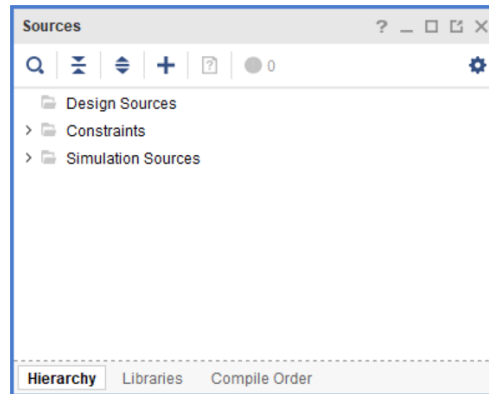 Sources ?
? 0
Design Sources
Constraints
Simulation Sources
Hierarchy Libraries Compile Order